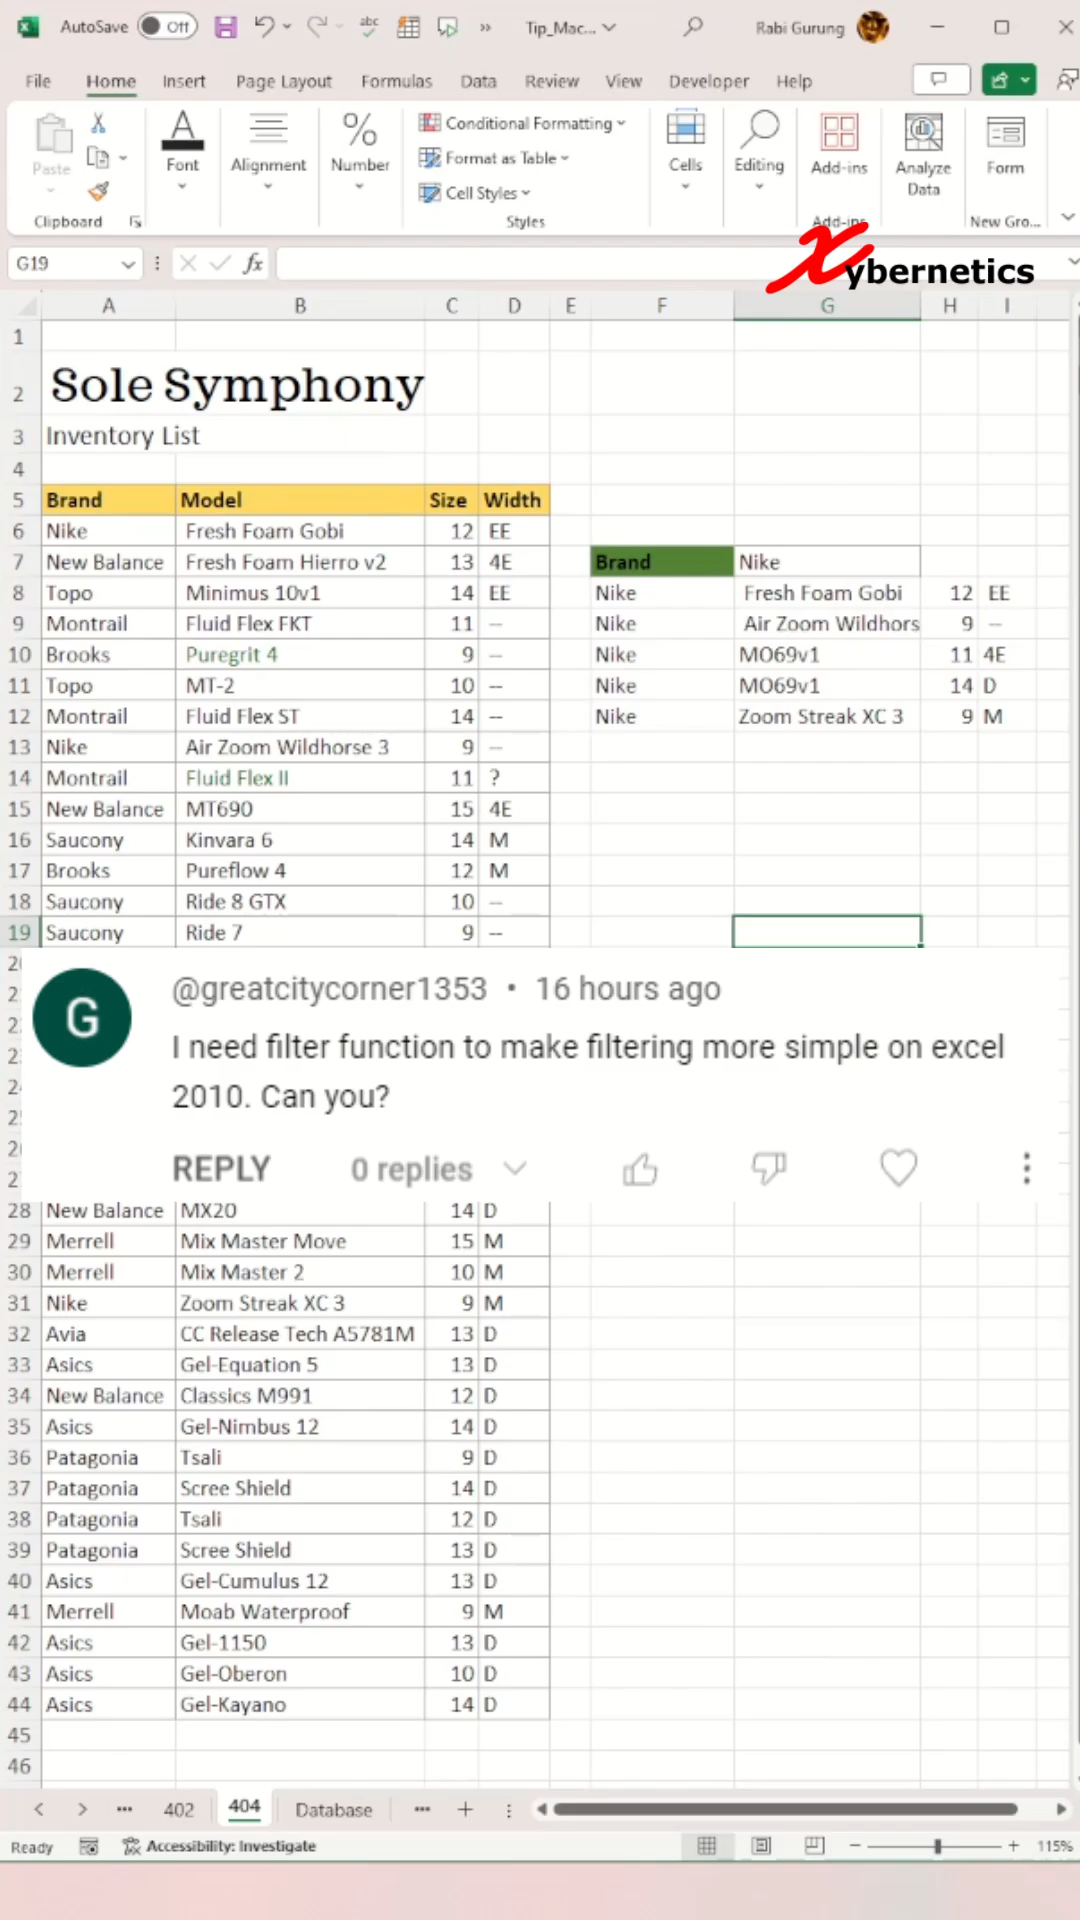 AutoSave Off Tip_Mac... Rabi Gurung
File Home Insert Page Layout Formulas Data Review View Developer Help
Paste
Clipboard
Font
Alignment
%
Number
Conditional Formatting
Format as Table
Cell Styles
Styles
Cells
Editing
Add-ins
Add-ins
Analyze
Data
Form
New Gro...
G19 fx
Xybernetics
A B C D E F G H I
1
2 Sole Symphony
3 Inventory List
4
5 Brand Model Size Width
6 Nike Fresh Foam Gobi 12 EE
7 New Balance Fresh Foam Hierro v2 13 4E Brand Nike
8 Topo Minimus 10v1 14 EE Nike Fresh Foam Gobi 12 EE
9 Montrail Fluid Flex FKT 11 -- Nike Air Zoom Wildhors 9 --
10 Brooks Puregrit 4 9 -- Nike MO69v1 11 4E
11 Topo MT-2 10 -- Nike MO69v1 14 D
12 Montrail Fluid Flex ST 14 -- Nike Zoom Streak XC 3 9 M
13 Nike Air Zoom Wildhorse 3 9 --
14 Montrail Fluid Flex II 11 ?
15 New Balance MT690 15 4E
16 Saucony Kinvara 6 14 M
17 Brooks Pureflow 4 12 M
18 Saucony Ride 8 GTX 10 --
19 Saucony Ride 7 9 --
G
@greatcitycorner1353 • 16 hours ago
I need filter function to make filtering more simple on excel
2010. Can you?
REPLY 0 replies
28 New Balance MX20 14 D
29 Merrell Mix Master Move 15 M
30 Merrell Mix Master 2 10 M
31 Nike Zoom Streak XC 3 9 M
32 Avia CC Release Tech A5781M 13 D
33 Asics Gel-Equation 5 13 D
34 New Balance Classics M991 12 D
35 Asics Gel-Nimbus 12 14 D
36 Patagonia Tsali 9 D
37 Patagonia Scree Shield 14 D
38 Patagonia Tsali 12 D
39 Patagonia Scree Shield 13 D
40 Asics Gel-Cumulus 12 13 D
41 Merrell Moab Waterproof 9 M
42 Asics Gel-1150 13 D
43 Asics Gel-Oberon 10 D
44 Asics Gel-Kayano 14 D
45
46
402 404 Database
Ready Accessibility: Investigate 115%